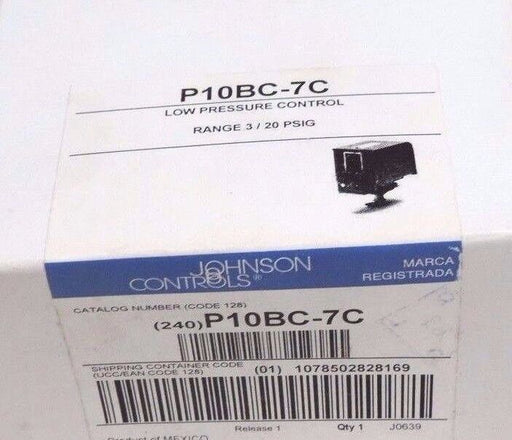 P10BC-7C
LOW PRESSURE CONTROL
RANGE 3 / 20 PSIG
JOHNSON
CONTROLS®
MARCA
REGISTRADA
CATALOG NUMBER (CODE 128)
(240)P10BC-7C
SHIPPING CONTAINER CODE
(UCC/EAN CODE 128)
(01) 1078502828169
Release 1
Qty 1
J0639
Product of MEXICO